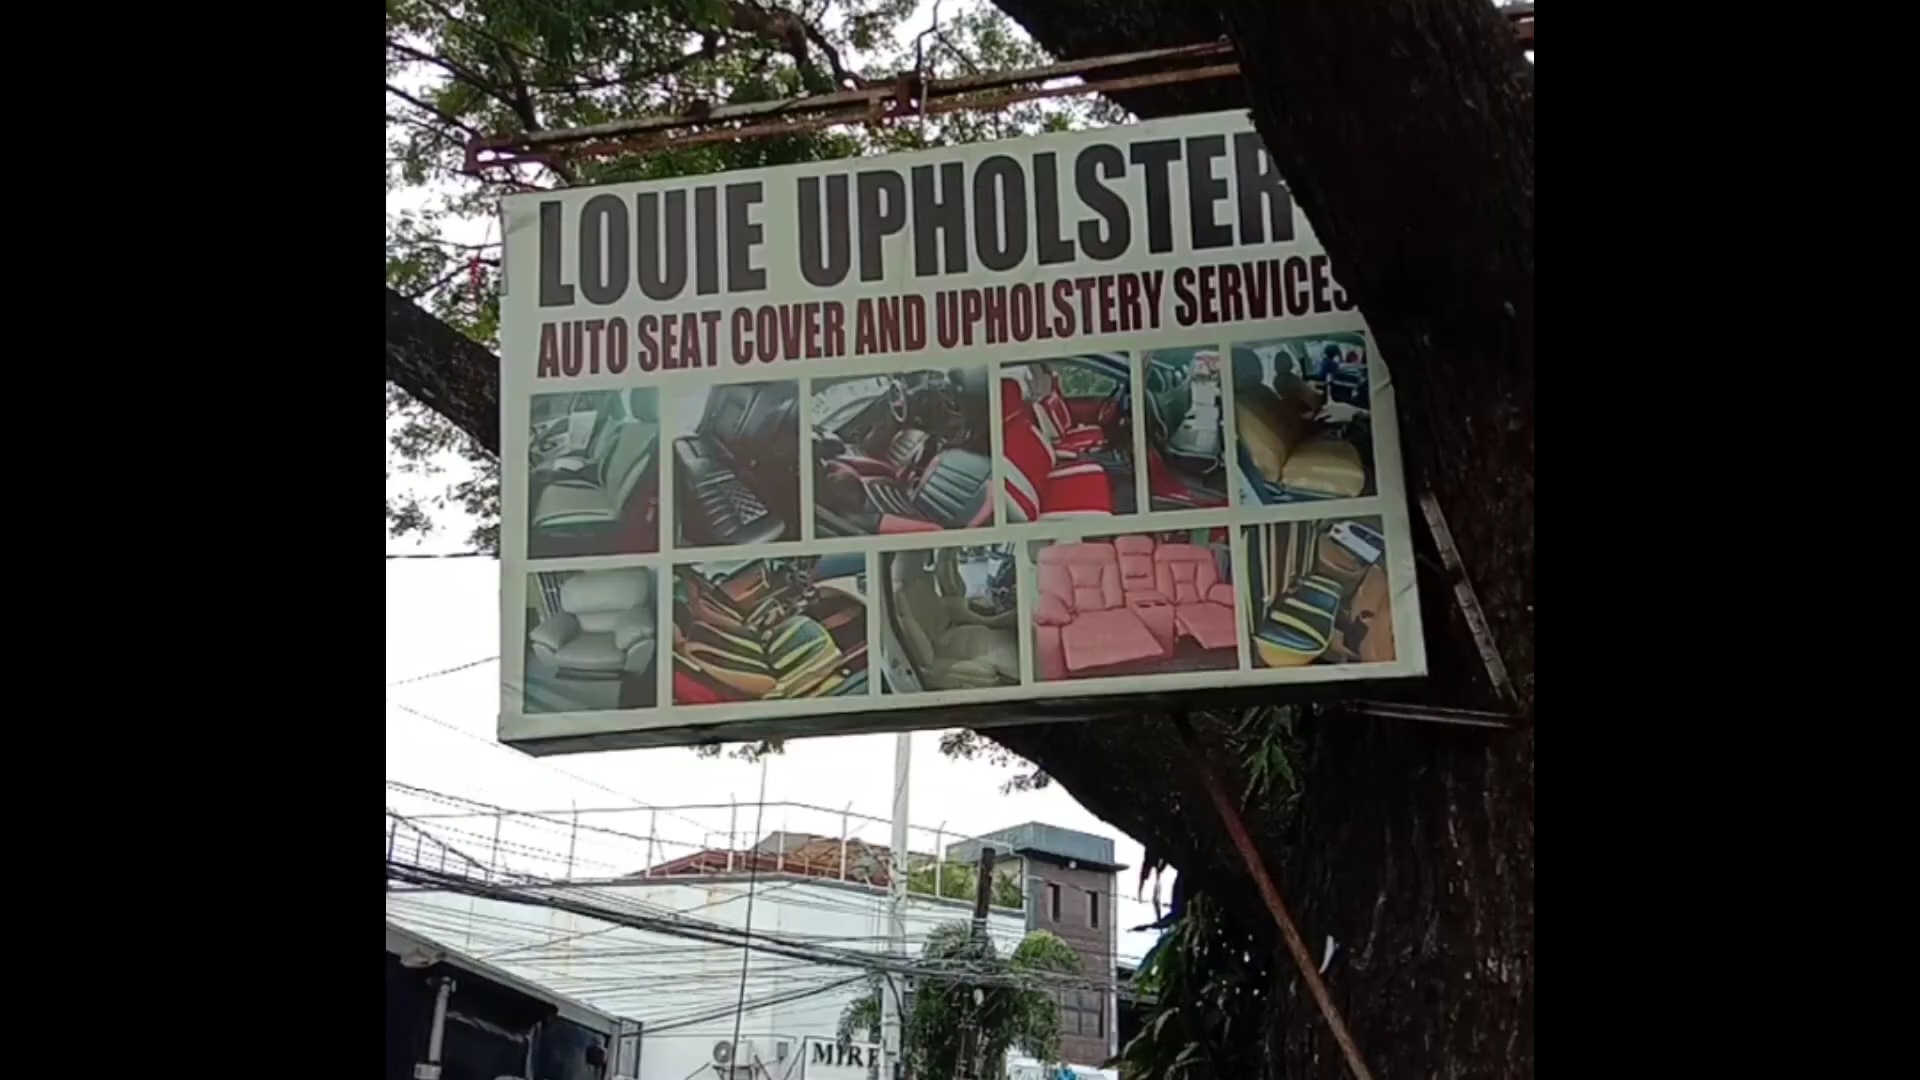 LOUIE UPHOLSTER
AUTO SEAT COVER AND UPHOLSTERY SERVICES
MIRE